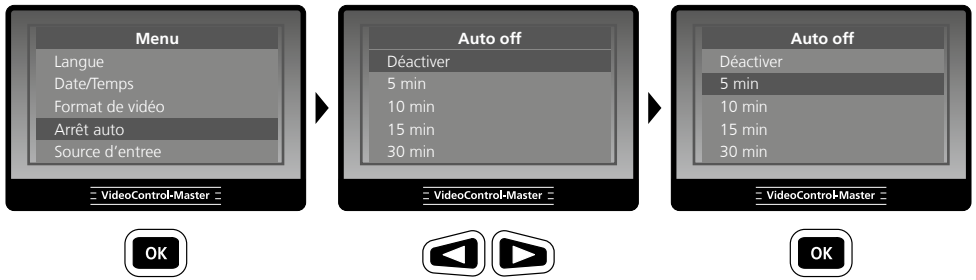 Menu
Langue
Date/Temps
Format de vidéo
Arrêt auto
Source d'entree
VideoControl-Master
OK
Auto off
Déactiver
5 min
10 min
15 min
30 min
VideoControl-Master
Auto off
Déactiver
5 min
10 min
15 min
30 min
VideoControl-Master
OK